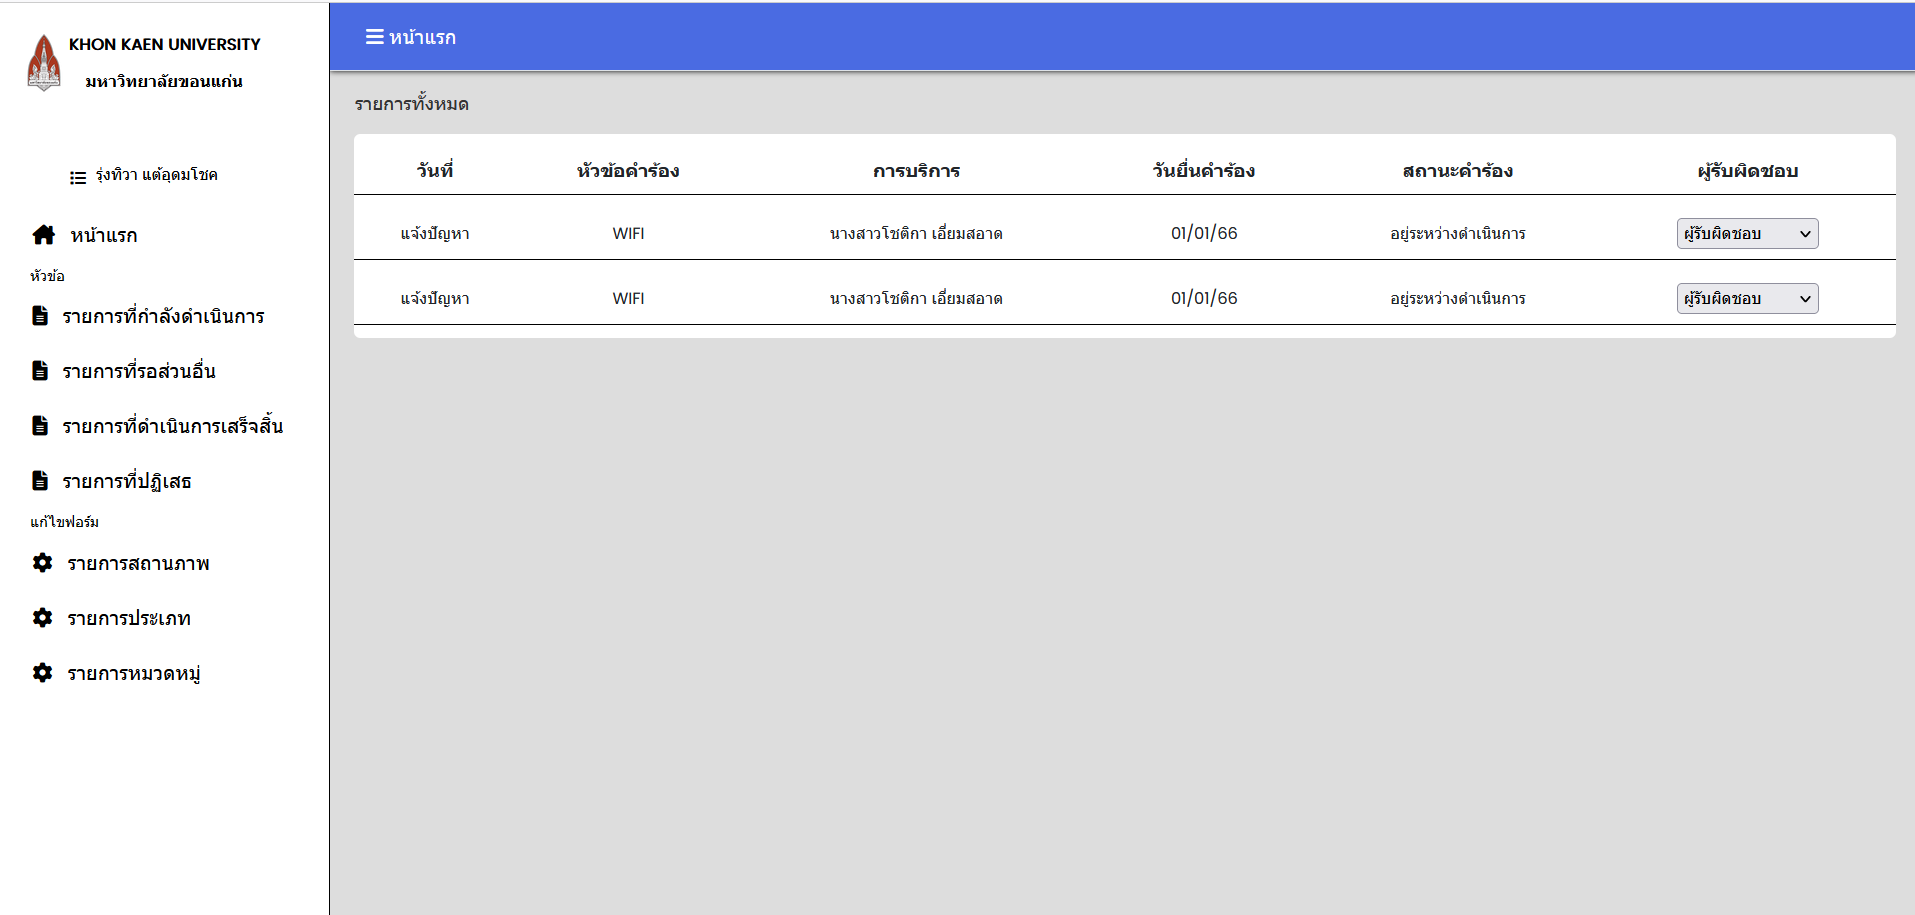 KHON KAEN UNIVERSITY
มหาวิทยาลัยขอนแก่น
รุ่งทิวา แต้อุดมโชค
หน้าแรก
หัวข้อ
รายการที่กำลังดำเนินการ
รายการที่รอส่วนอื่น
รายการที่ดำเนินการเสร็จสิ้น
รายการที่ปฏิเสธ
แก้ไขฟอร์ม
รายการสถานภาพ
รายการประเภท
รายการหมวดหมู่
หน้าแรก
รายการทั้งหมด
วันที่ หัวข้อคำร้อง การบริการ วันยื่นคำร้อง สถานะคำร้อง ผู้รับผิดชอบ
แจ้งปัญหา WIFI นางสาวโชติกา เอี่ยมสอาด 01/01/66 อยู่ระหว่างดำเนินการ ผู้รับผิดชอบ
แจ้งปัญหา WIFI นางสาวโชติกา เอี่ยมสอาด 01/01/66 อยู่ระหว่างดำเนินการ ผู้รับผิดชอบ